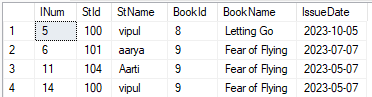 INum StId StName BookId BookName IssueDate
1 5 100 vipul 8 Letting Go 2023-10-05
2 6 101 aarya 9 Fear of Flying 2023-07-07
3 11 104 Aarti 9 Fear of Flying 2023-05-07
4 14 100 vipul 9 Fear of Flying 2023-05-07